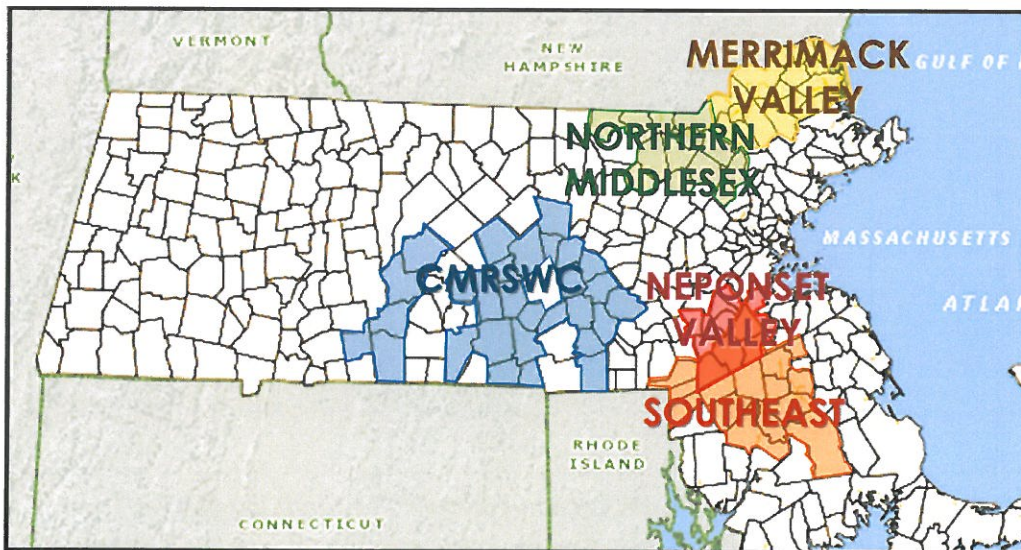 VERMONT
NEW
HAMPSHIRE
MERRIMACK
VALLEY
GULF OF
NORTHERN
MIDDLESEX
K
MASSACHUSETTS
CMRSWC
NEPONSET
VALLEY
ATLA
SOUTHEAST
RHODE
ISLAND
CONNECTICUT